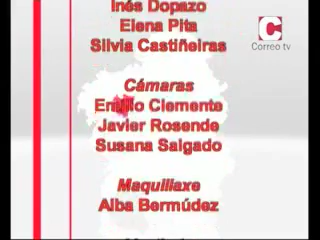 Inés Dopazo
Elena Pita
Silvia Castiñeiras
C
Correo tv
Cámaras
Emilio Clemente
Javier Rosende
Susana Salgado
Maquillaxe
Alba Bermúdez